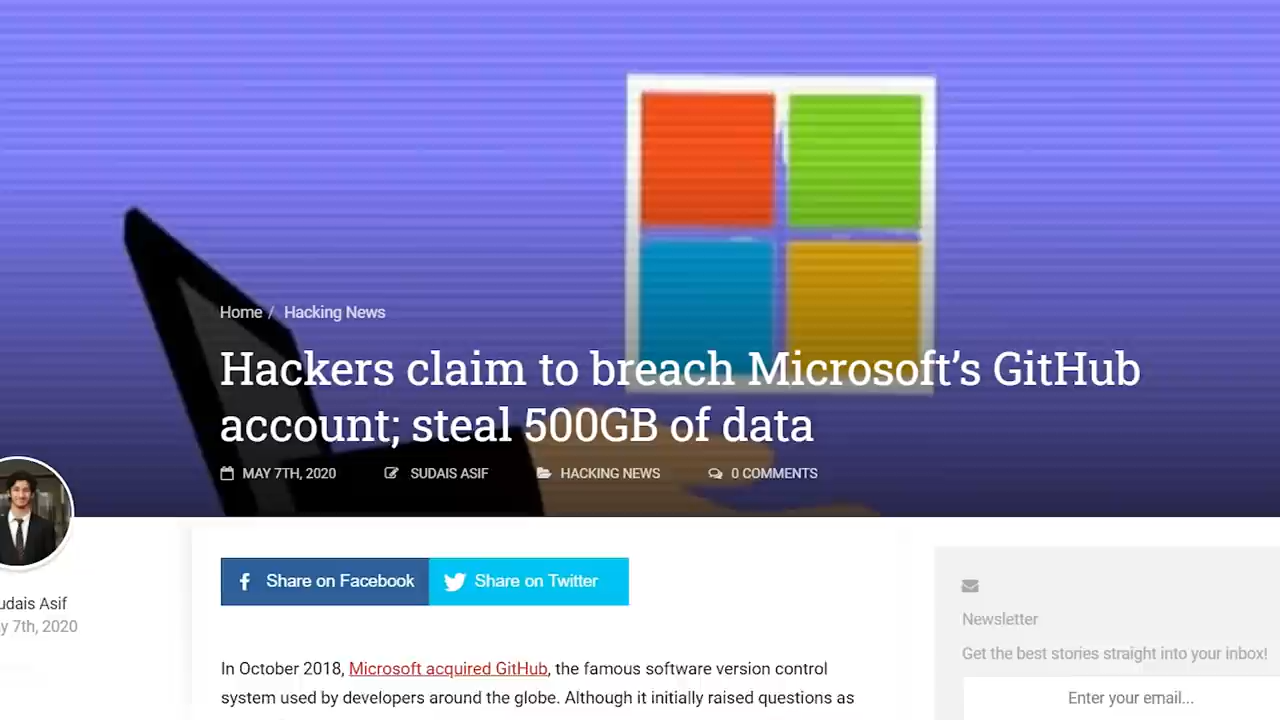 Home / Hacking News
Hackers claim to breach Microsoft's GitHub
account; steal 500GB of data
MAY 7TH, 2020 SUDAIS ASIF HACKING NEWS 0 COMMENTS
Share on Facebook Share on Twitter
udais Asif
y 7th, 2020
Newsletter
Get the best stories straight into your inbox!
Enter your email...
In October 2018, Microsoft acquired GitHub, the famous software version control
system used by developers around the globe. Although it initially raised questions as